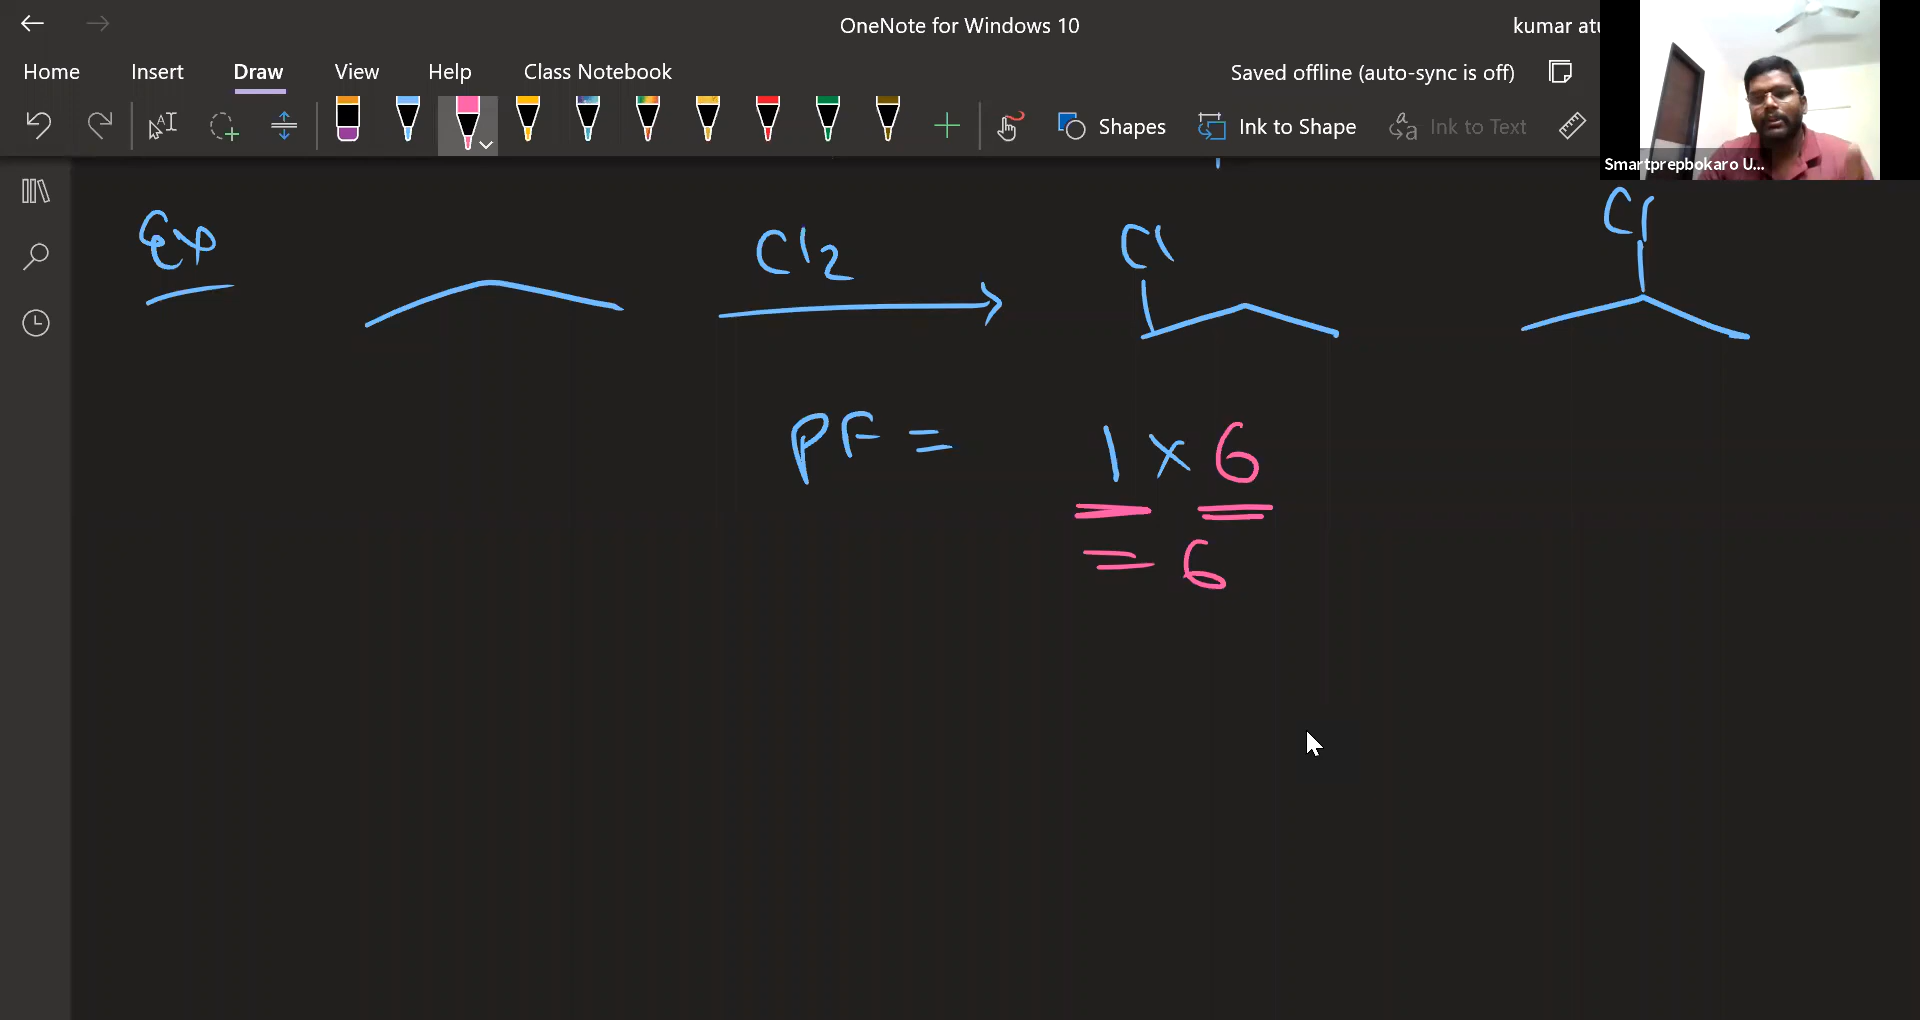 OneNote for Windows 10
kumar atu
Home Insert Draw View Help Class Notebook
Saved offline (auto-sync is off)
Shapes Ink to Shape Ink to Text
Smartprepbokaro U...
Exp
Cl2
Cl
Cl
PF = 1 x 6
= 6